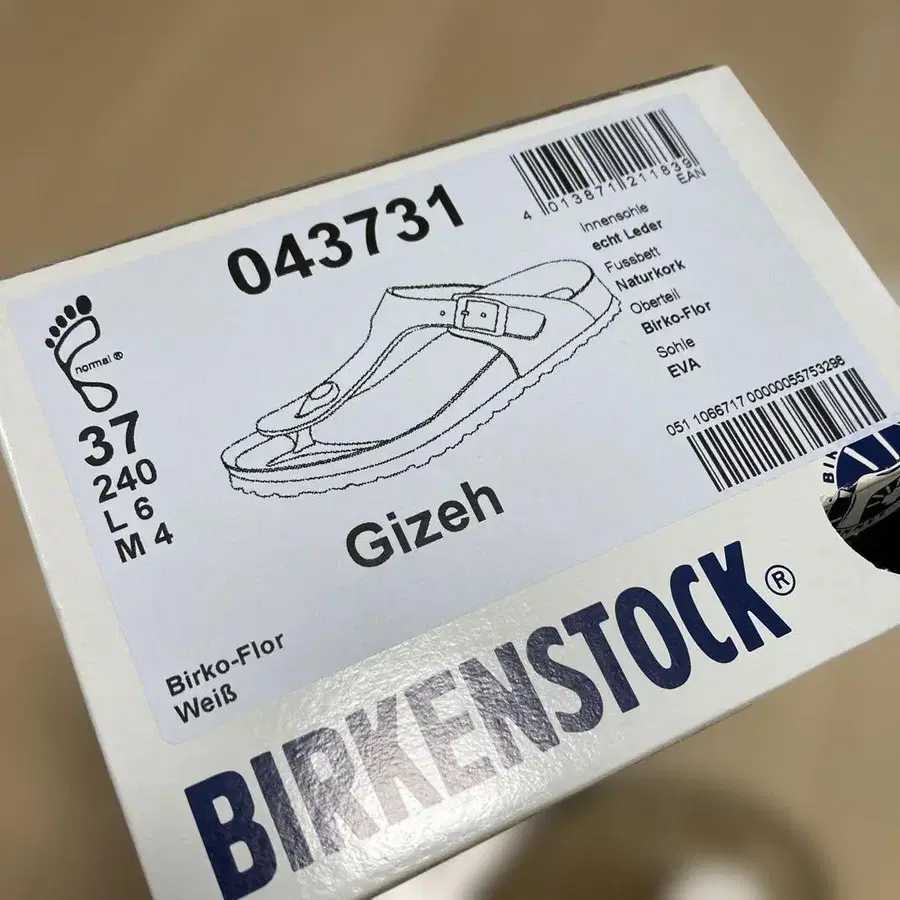 043731
4 013871 211839
EAN
Innensohle
echt Leder
Fussbett
Naturkork
Oberteil
Birko-Flor
Sohle
EVA
normal ®
37
240
L 6
M 4
051 1066717 00000055753298
Gizeh
Birko-Flor
Weiß
BIRKENSTOCK®